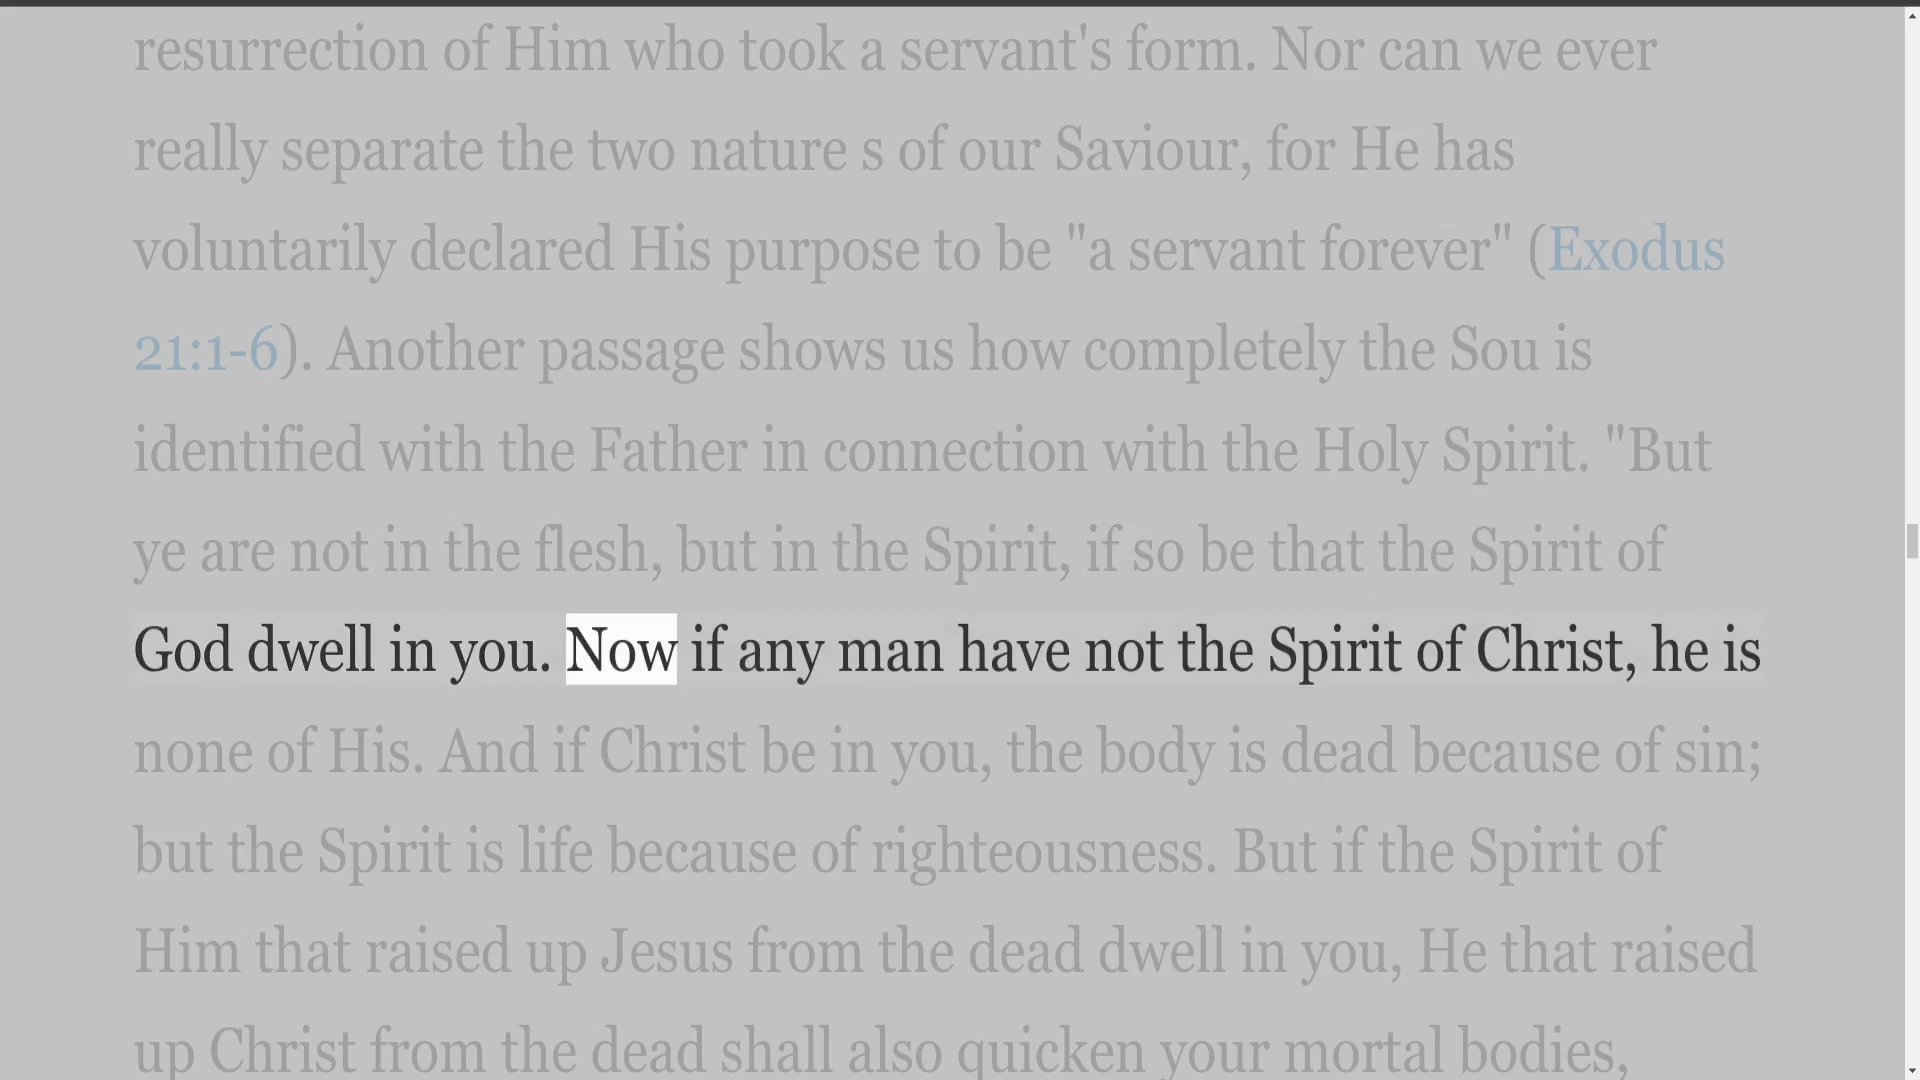 resurrection of Him who took a servant's form. Nor can we ever
really separate the two nature s of our Saviour, for He has
voluntarily declared His purpose to be "a servant forever" (Exodus
21:1-6). Another passage shows us how completely the Sou is
identified with the Father in connection with the Holy Spirit. "But
ye are not in the flesh, but in the Spirit, if so be that the Spirit of
God dwell in you. Now if any man have not the Spirit of Christ, he is
none of His. And if Christ be in you, the body is dead because of sin;
but the Spirit is life because of righteousness. But if the Spirit of
Him that raised up Jesus from the dead dwell in you, He that raised
up Christ from the dead shall also quicken your mortal bodies,